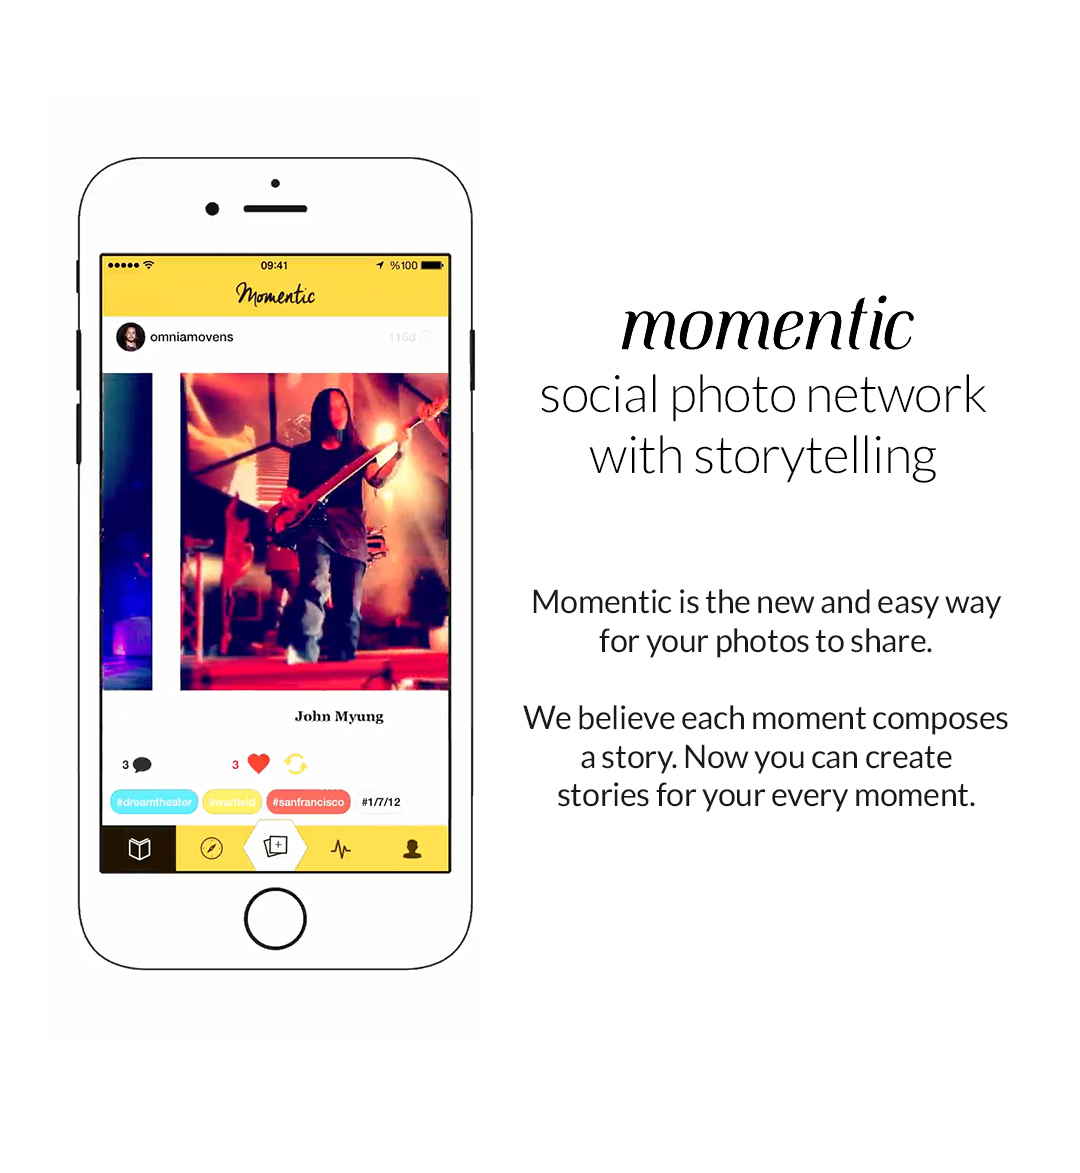 09:41
%100
Momentic
omniamovens
115d
John Myung
3
3
#dreamtheater
#warfield
#sanfrancisco
#1/7/12
momentic
social photo network
with storytelling
Momentic is the new and easy way
for your photos to share.
We believe each moment composes
a story. Now you can create
stories for your every moment.